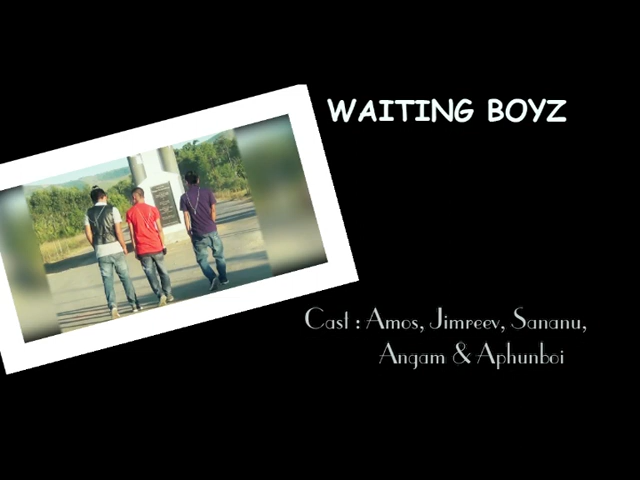 WAITING BOYZ
Cast : Amos, Jimreev, Sananu,
Angam & Aphunboi